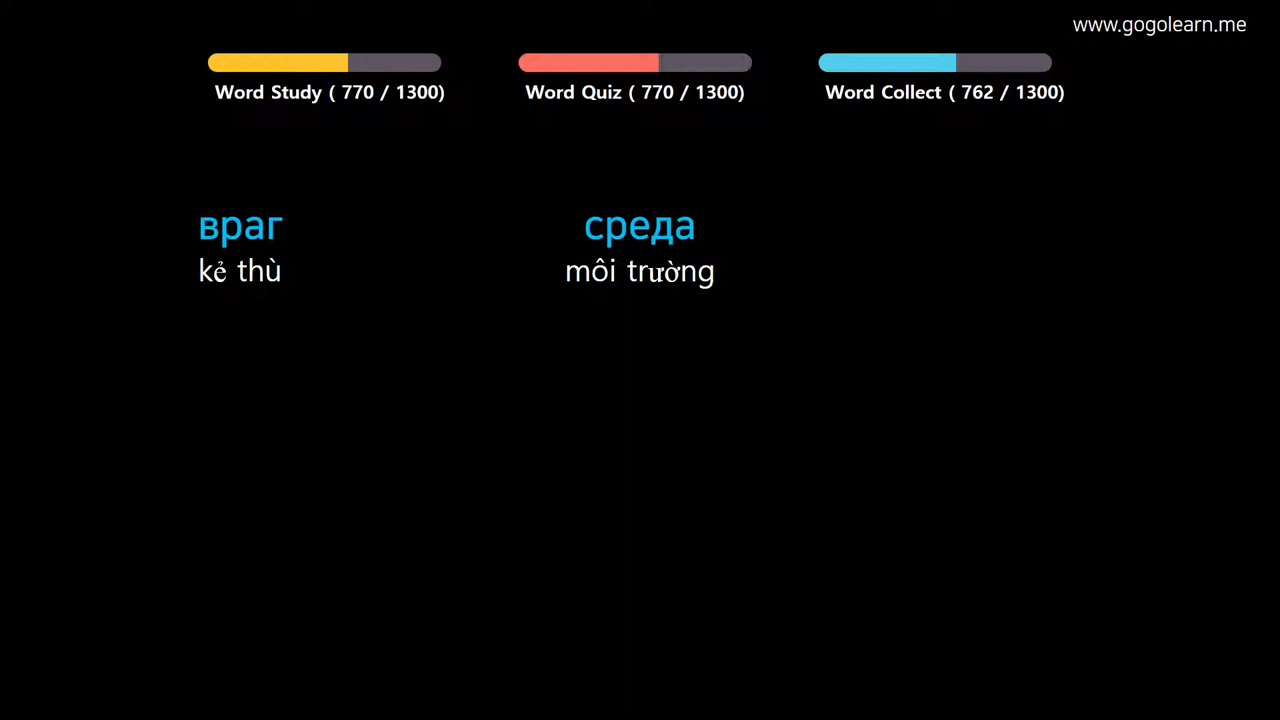 www.gogolearn.me
Word Study ( 770 / 1300)
Word Quiz ( 770 / 1300)
Word Collect ( 762 / 1300)
враг
kẻ thù
среда
môi trường